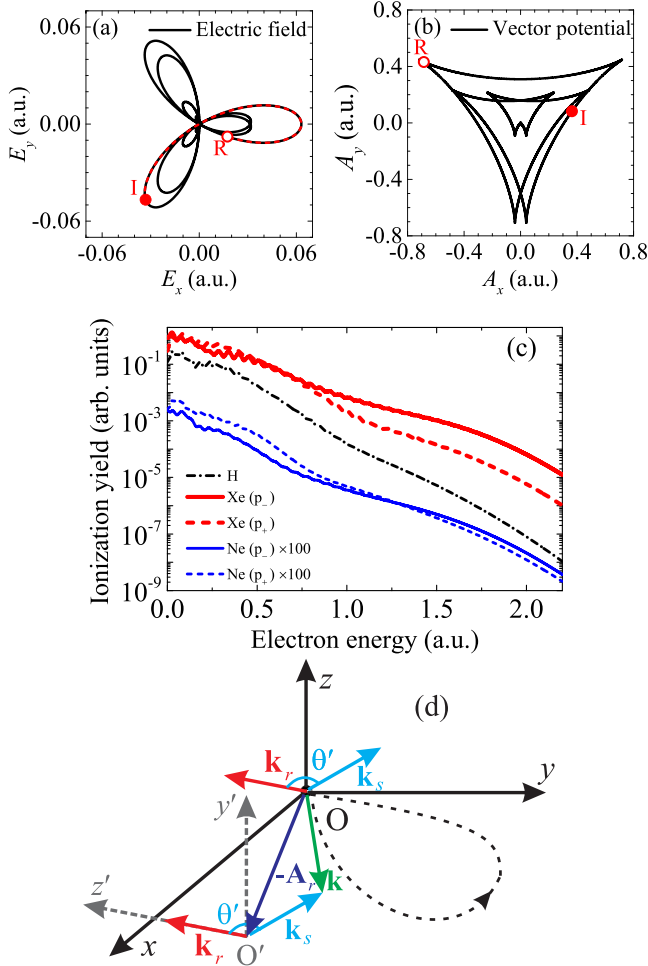 (a) Electric field
0.06
0.00
-0.06
E_y (a.u.)
R
I
-0.06 0.00 0.06
E_x (a.u.)
(b) Vector potential
R
0.8
0.4
0.0
-0.4
-0.8
A_y (a.u.)
I
-0.8 -0.4 0.0 0.4 0.8
A_x (a.u.)
(c)
Ionization yield (arb. units)
10^-1
10^-3
10^-5
10^-7
10^-9
H
Xe (p_-)
Xe (p_+)
Ne (p_-) ×100
Ne (p_+) ×100
0.0 0.5 1.0 1.5 2.0
Electron energy (a.u.)
(d)
z
k_r θ′ k_s
y
y′ O
-A_r k
z′
θ′
x k_r O′ k_s